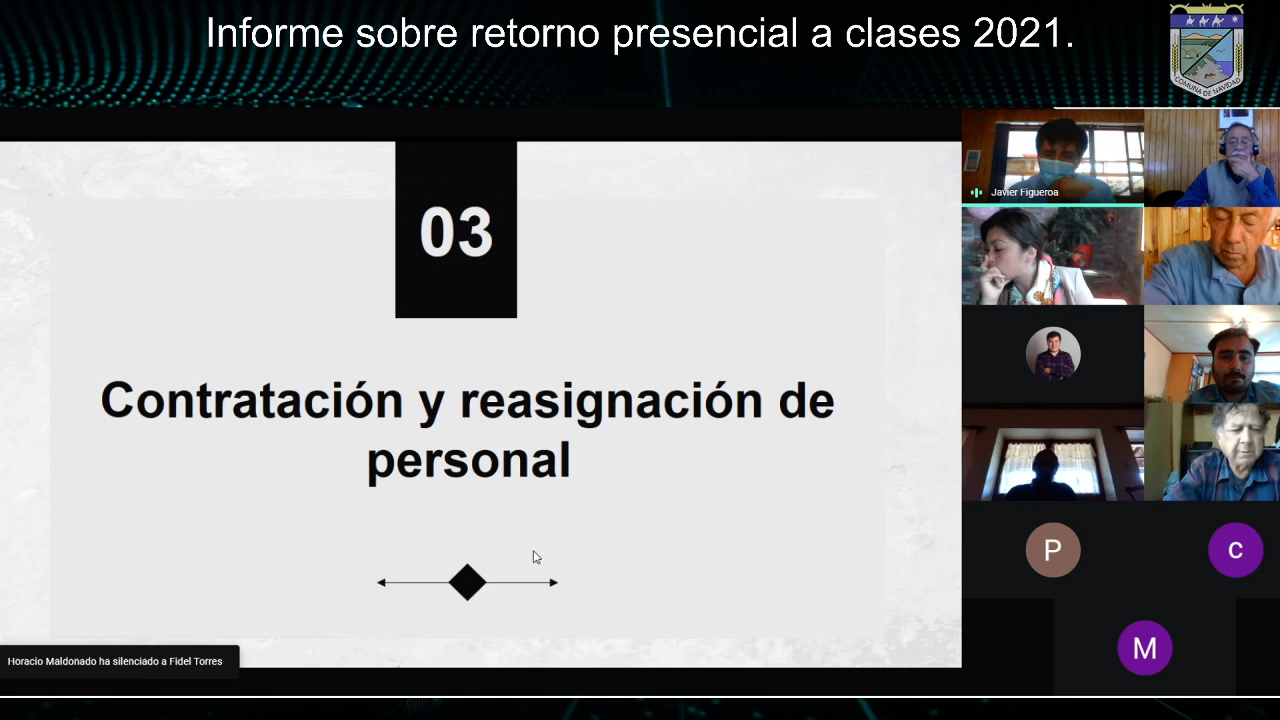 Informe sobre retorno presencial a clases 2021.
COMUNA DE NAVIDAD
03
Contratación y reasignación de
personal
Javier Figueroa
P
c
M
Horacio Maldonado ha silenciado a Fidel Torres